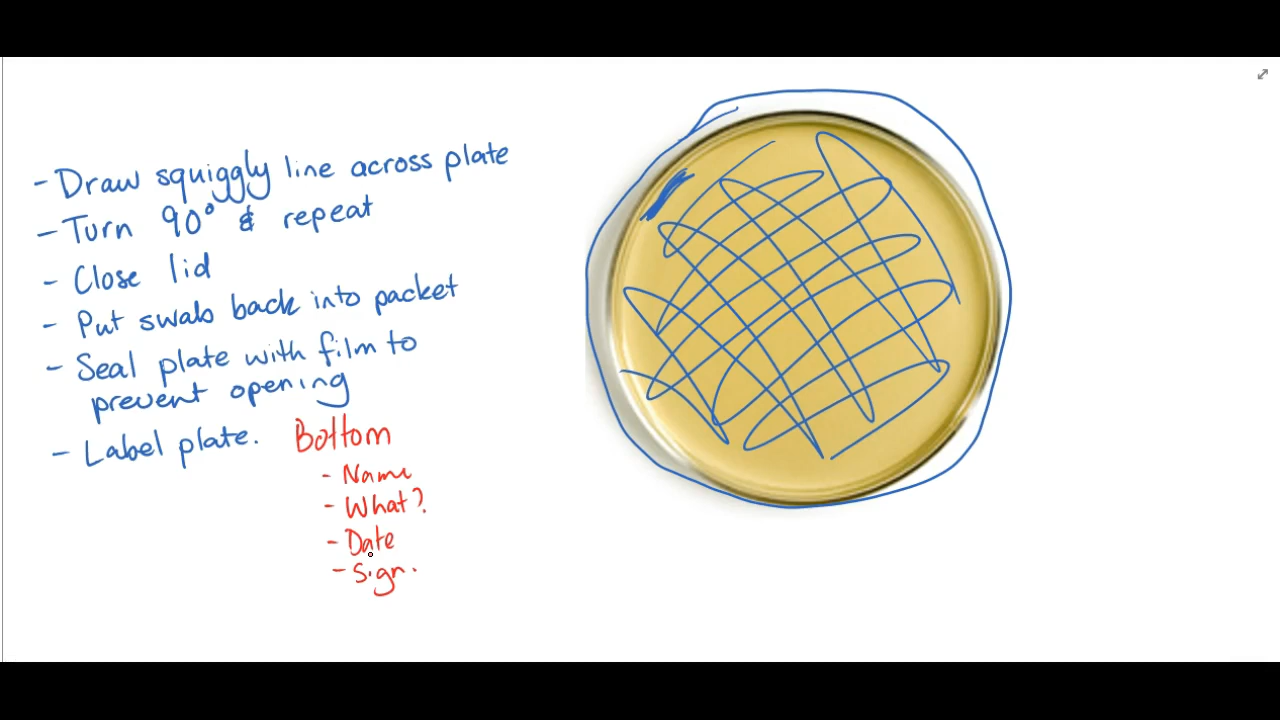 - Draw squiggly line across plate
- Turn 90° & repeat
- Close lid
- Put swab back into packet
- Seal plate with film to
prevent opening
- Label plate. Bottom
- Name
- What?
- Date
- Sign.